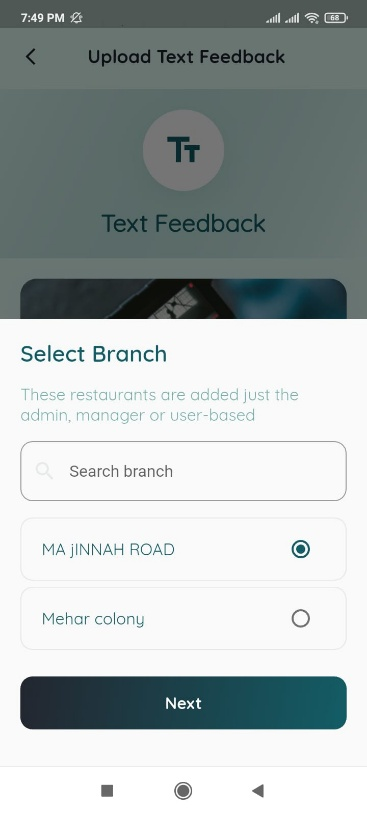 7:49 PM
68
Upload Text Feedback
TT
Text Feedback
Select Branch
These restaurants are added just the
admin, manager or user-based
Search branch
MA jINNAH ROAD
Mehar colony
Next